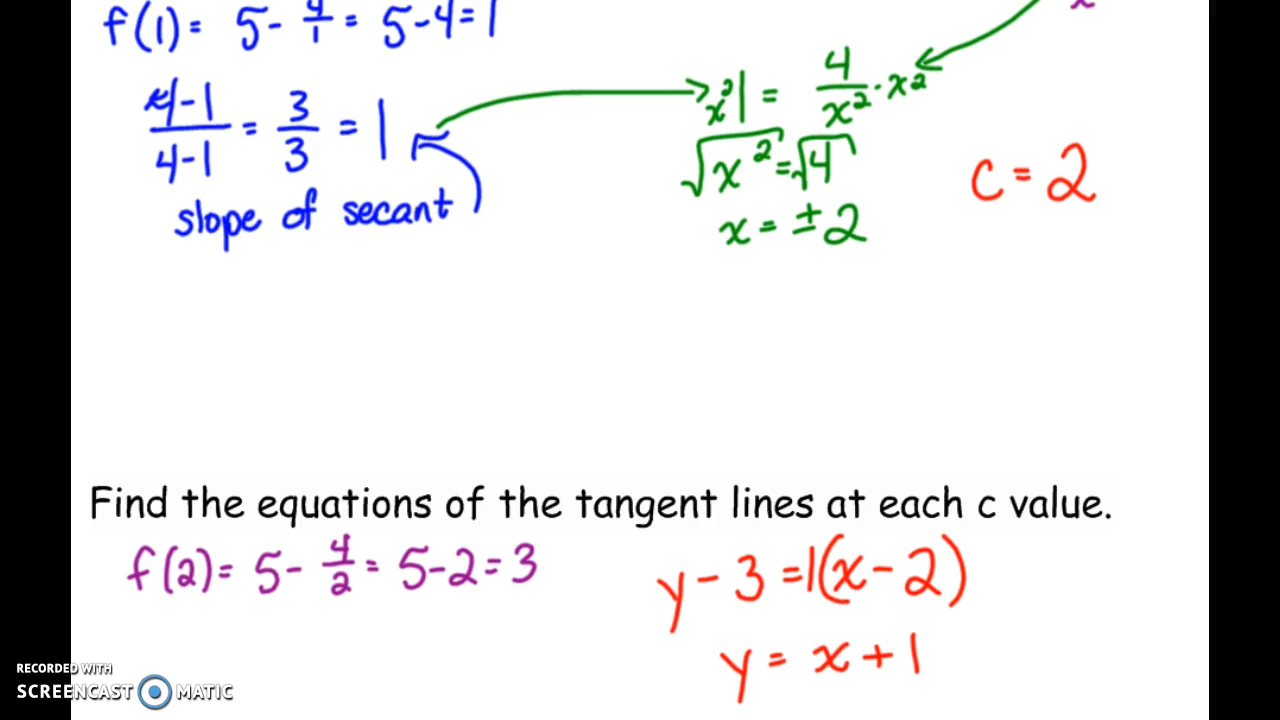 f(1) = 5 - 4/1 = 5 - 4 = 1
4-1/4-1 = 3/3 = 1
slope of secant
x² 1 = 4/x² · x²
√x² = √4
x = ±2
c = 2
Find the equations of the tangent lines at each c value.
f(2) = 5 - 4/2 = 5 - 2 = 3
y - 3 = 1(x - 2)
y = x + 1
RECORDED WITH
SCREENCAST MATIC